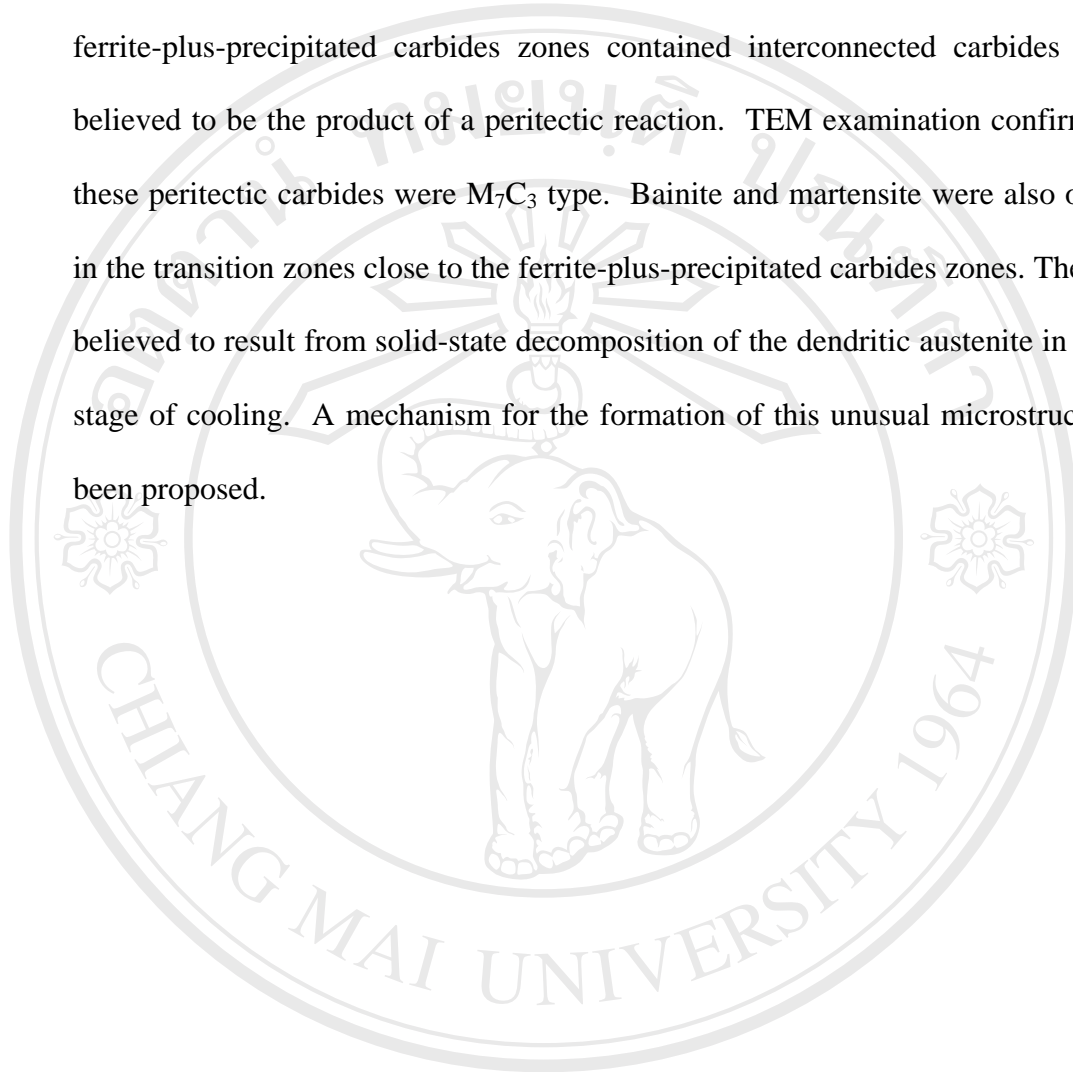 ferrite-plus-precipitated carbides zones contained interconnected carbides
believed to be the product of a peritectic reaction. TEM examination
these peritectic carbides were M₇C₃ type. Bainite and martensite were also
in the transition zones close to the ferrite-plus-precipitated carbides zones.
believed to result from solid-state decomposition of the dendritic austenite in
stage of cooling. A mechanism for the formation of this unusual
been proposed.
CHIANG MAI UNIVERSITY 1964